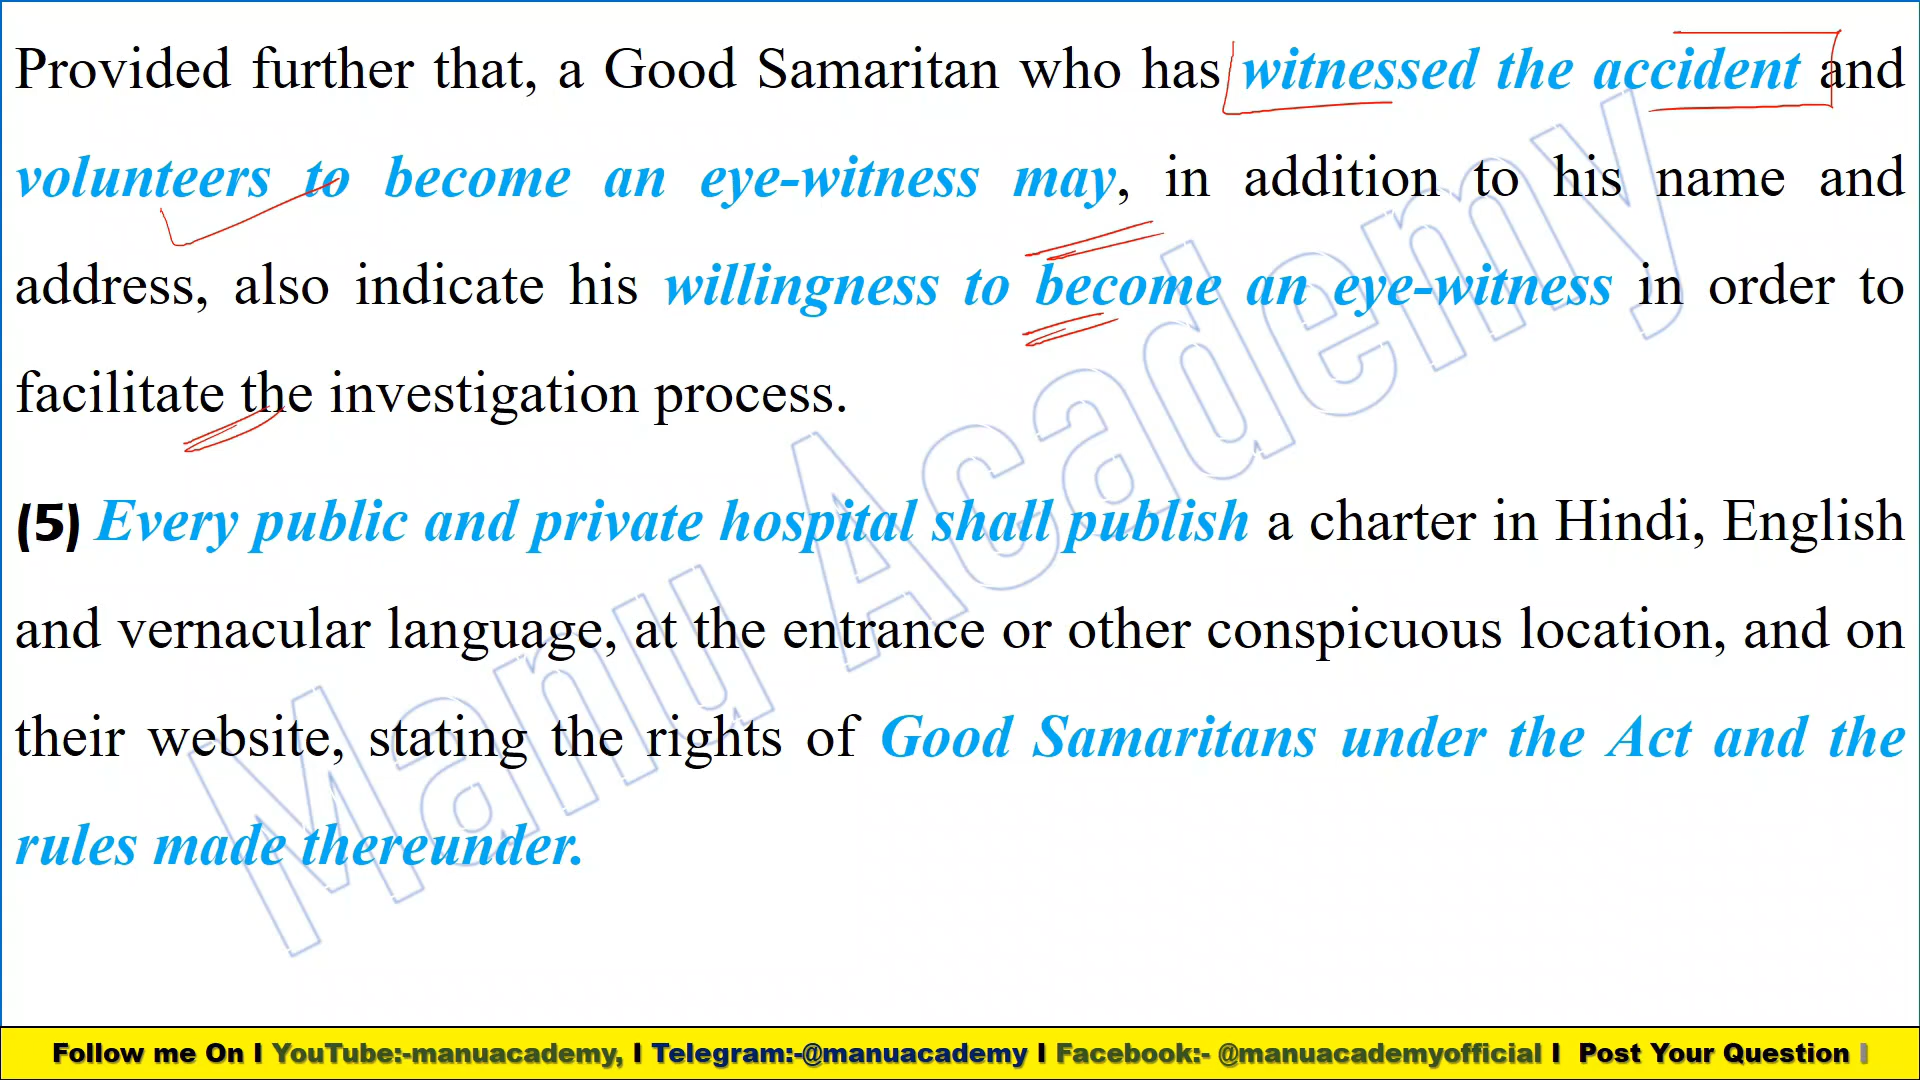 Provided further that, a Good Samaritan who has witnessed the accident and
volunteers to become an eye-witness may, in addition to his name and
address, also indicate his willingness to become an eye-witness in order to
facilitate the investigation process.
(5) Every public and private hospital shall publish a charter in Hindi, English
and vernacular language, at the entrance or other conspicuous location, and on
their website, stating the rights of Good Samaritans under the Act and the
rules made thereunder.
Manu Academy
Follow me On I YouTube:-manuacademy, I Telegram:-@manuacademy I Facebook:- @manuacademyofficial I Post Your Question I